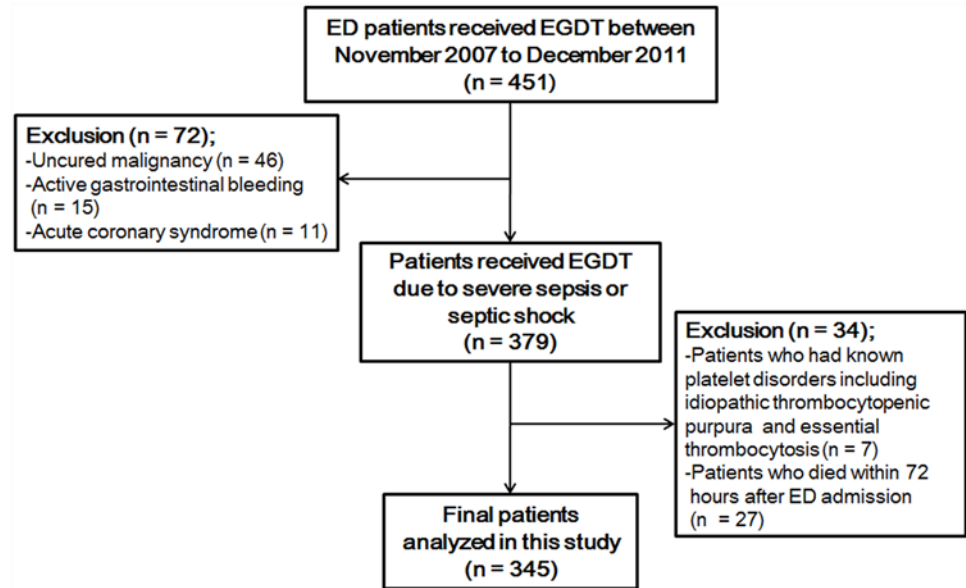 ED patients received EGDT between
November 2007 to December 2011
(n = 451)
Exclusion (n = 72);
-Uncured malignancy (n = 46)
-Active gastrointestinal bleeding
(n = 15)
-Acute coronary syndrome (n = 11)
Patients received EGDT
due to severe sepsis or
septic shock
(n = 379)
Exclusion (n = 34);
-Patients who had known
platelet disorders including
idiopathic thrombocytopenic
purpura and essential
thrombocytosis (n = 7)
-Patients who died within 72
hours after ED admission
(n = 27)
Final patients
analyzed in this study
(n = 345)